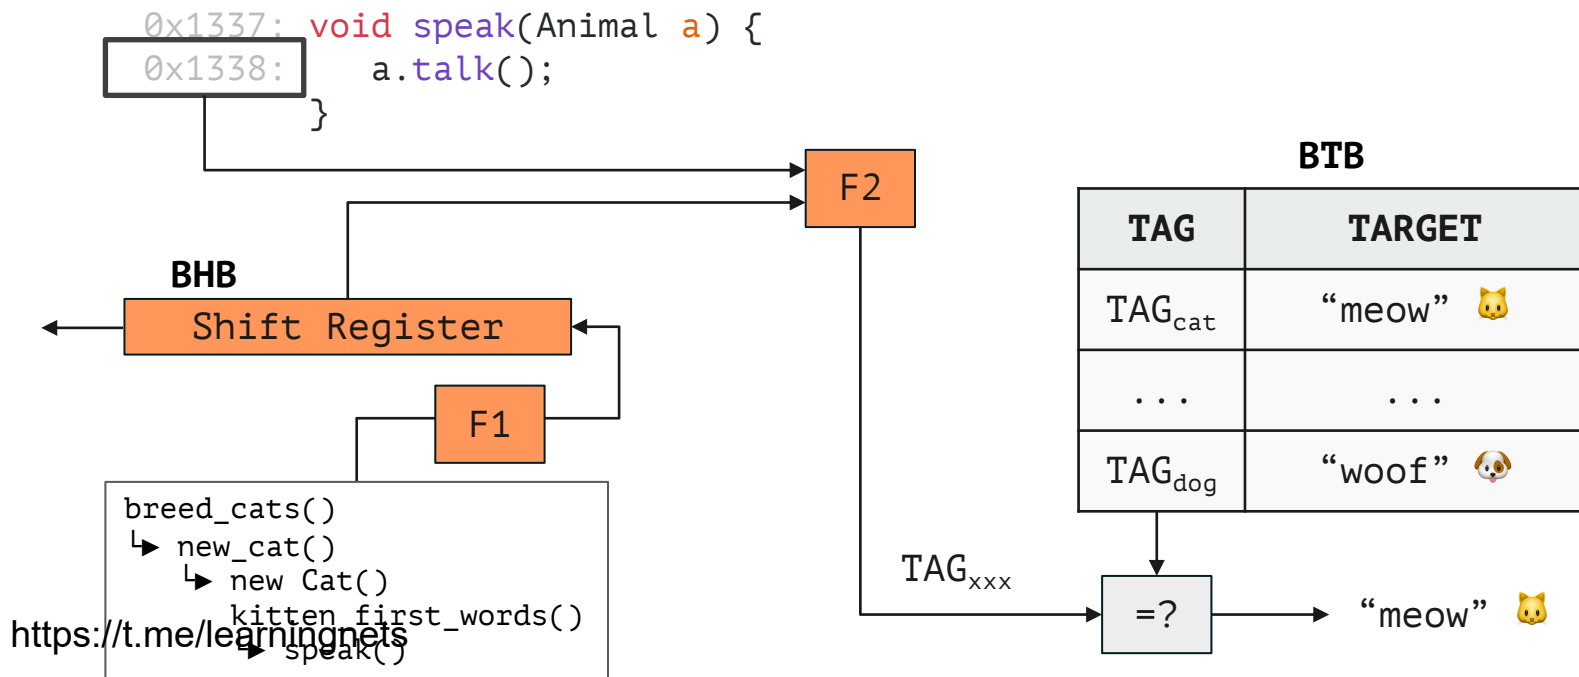 0x1337: void speak(Animal a) {
0x1338: a.talk();
}
F2
BHB
Shift Register
F1
breed_cats()
↳ new_cat()
↳ new Cat()
kitten_first_words()
↳ speak()
https://t.me/learningnets
BTB
TAG TARGET
TAGcat “meow” 🐱
... ...
TAGdog “woof” 🐶
TAGxxx
=?
“meow” 🐱